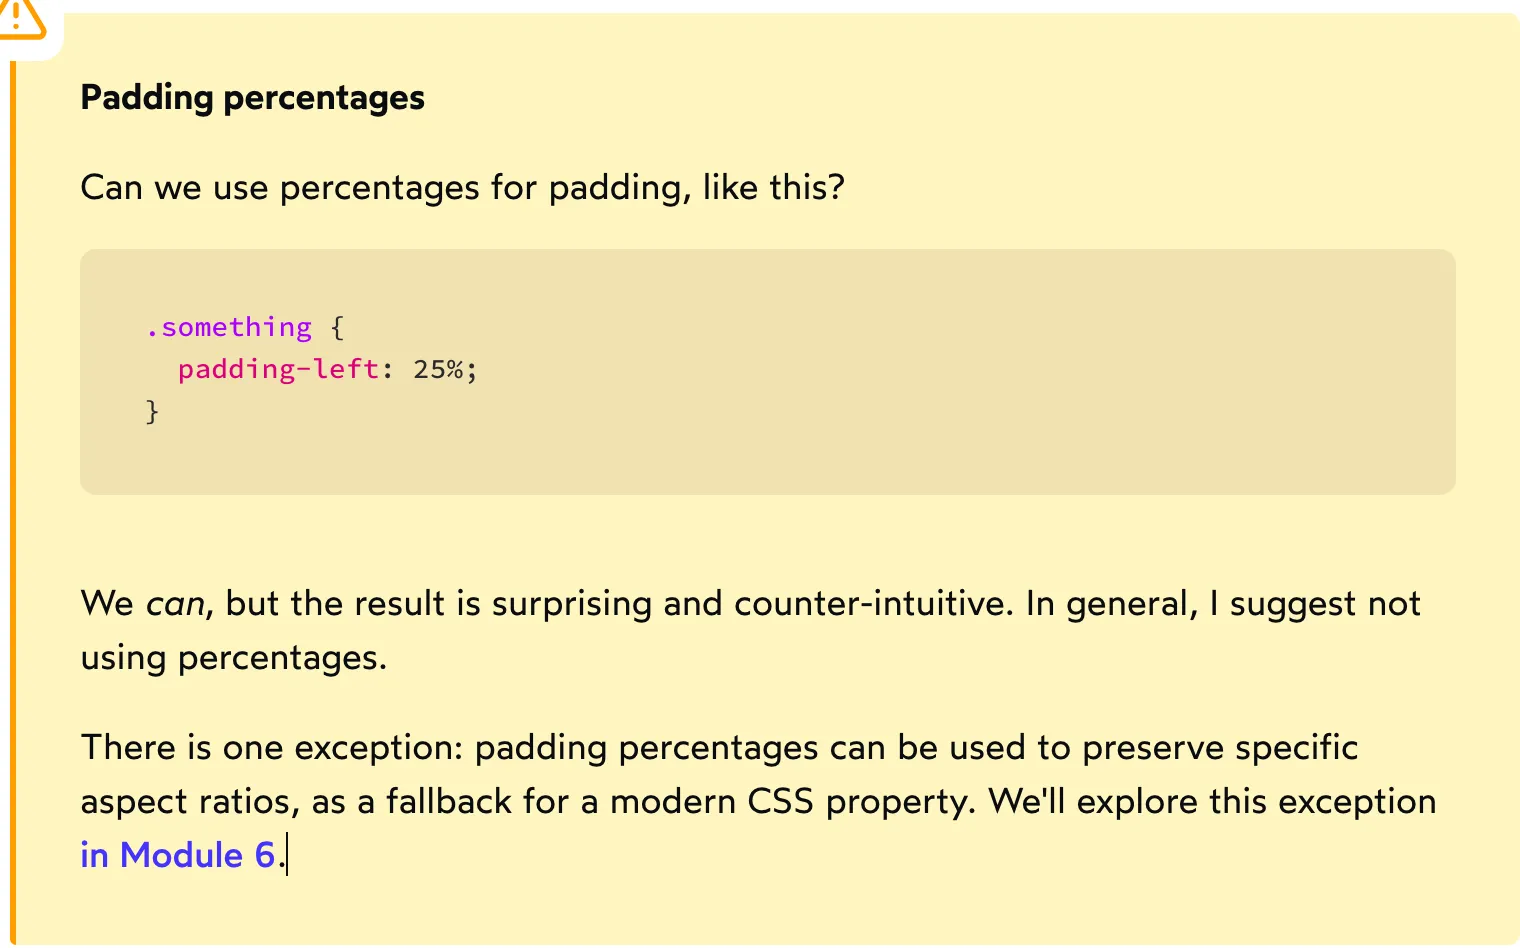 Padding percentages
Can we use percentages for padding, like this?
.something {
  padding-left: 25%;
}
We can, but the result is surprising and counter-intuitive. In general, I suggest not
using percentages.
There is one exception: padding percentages can be used to preserve specific
aspect ratios, as a fallback for a modern CSS property. We'll explore this exception
in Module 6.